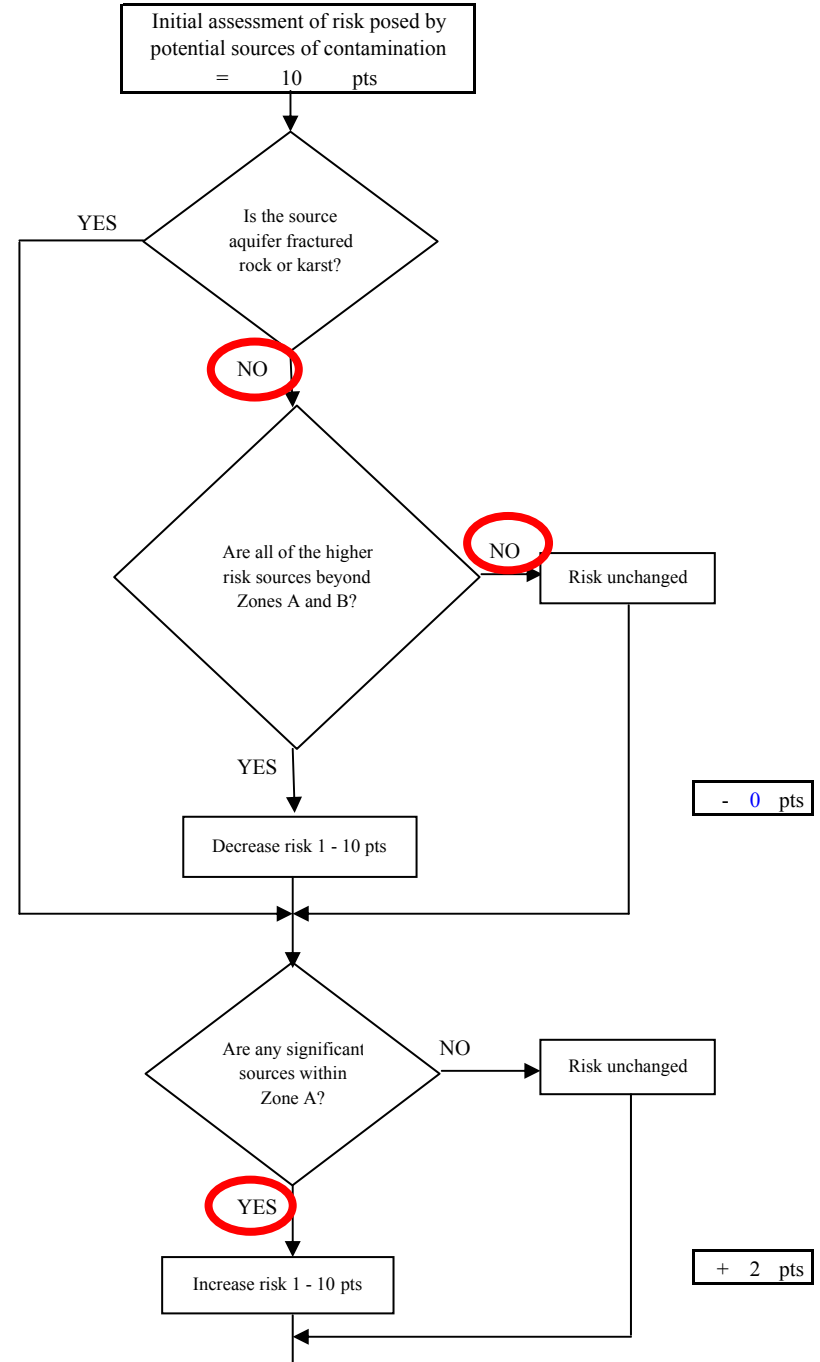 Initial assessment of risk posed by
potential sources of contamination
= 10 pts
YES
Is the source
aquifer fractured
rock or karst?
NO
Are all of the higher
risk sources beyond
Zones A and B?
NO
Risk unchanged
YES
- 0 pts
Decrease risk 1 - 10 pts
Are any significant
sources within
Zone A?
NO
Risk unchanged
YES
+ 2 pts
Increase risk 1 - 10 pts